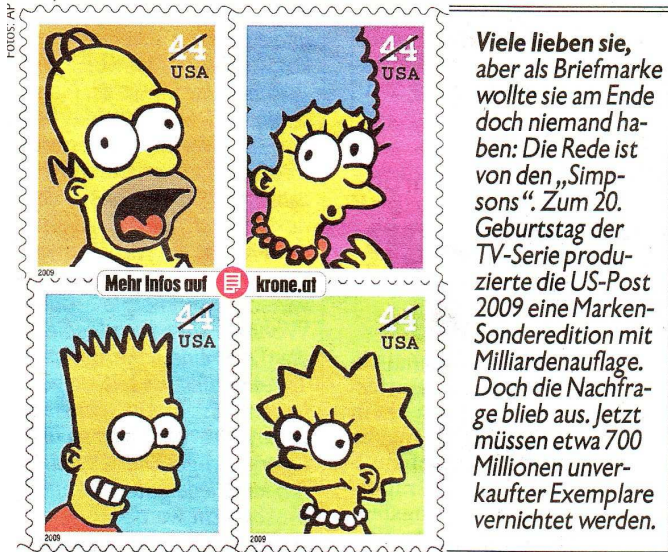 Fotos: AP
44
USA
44
USA
2009
Mehr Infos auf krone.at
44
USA
44
USA
2009
2009
Viele lieben sie,
aber als Briefmarke
wollte sie am Ende
doch niemand ha-
ben: Die Rede ist
von den „Simp-
sons“. Zum 20.
Geburtstag der
TV-Serie produ-
zierte die US-Post
2009 eine Marken-
Sonderedition mit
Milliardenauflage.
Doch die Nachfra-
ge blieb aus. Jetzt
müssen etwa 700
Millionen unver-
kaufter Exemplare
vernichtet werden.